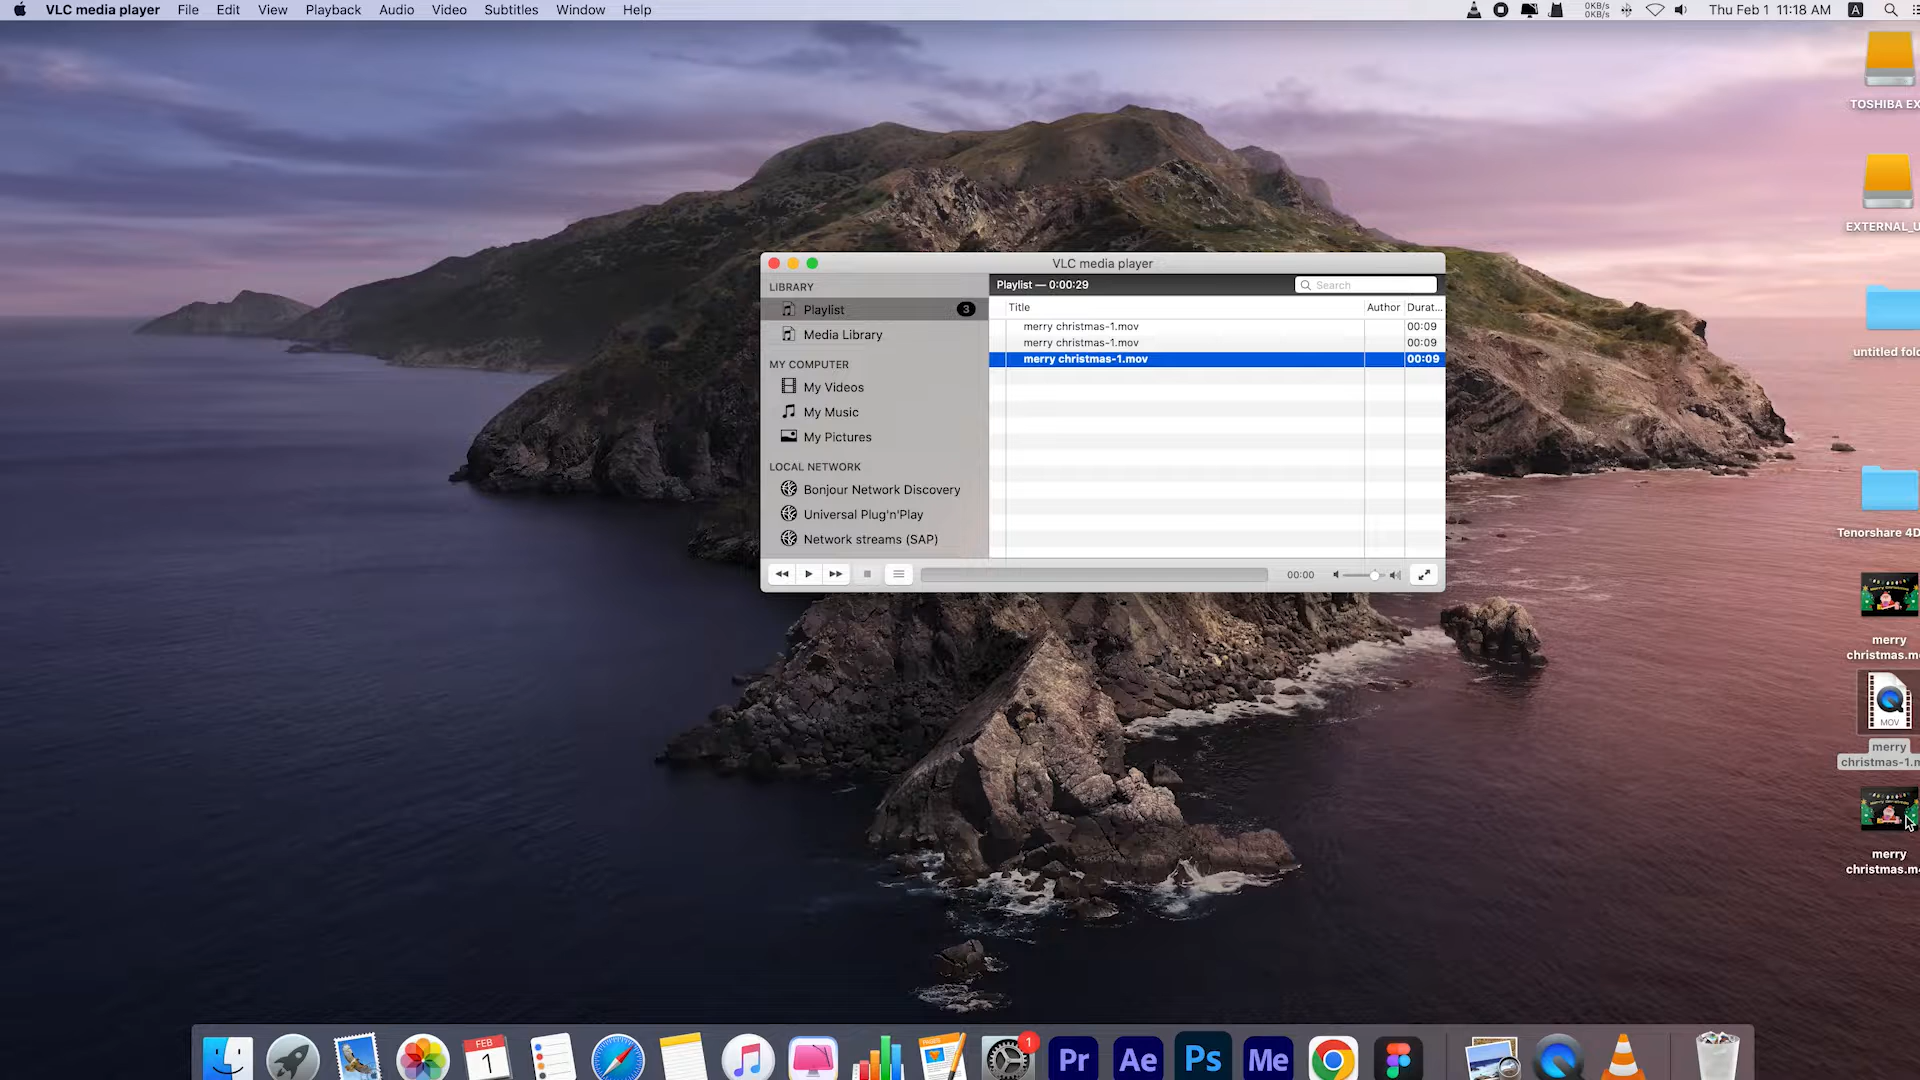 VLC media player File Edit View Playback Audio Video Subtitles Window Help
0KB/s
0KB/s
Thu Feb 1 11:18 AM A
TOSHIBA EX
EXTERNAL_U
untitled fold
Tenorshare 4D
merry
christmas.m
MOV
merry
christmas-1.m
merry
christmas.m
VLC media player
LIBRARY
Playlist 3
Media Library
MY COMPUTER
My Videos
My Music
My Pictures
LOCAL NETWORK
Bonjour Network Discovery
Universal Plug'n'Play
Network streams (SAP)
Playlist — 0:00:29
Search
Title Author Durat...
merry christmas-1.mov 00:09
merry christmas-1.mov 00:09
merry christmas-1.mov 00:09
00:00
FEB
1
1
Pr Ae Ps Me